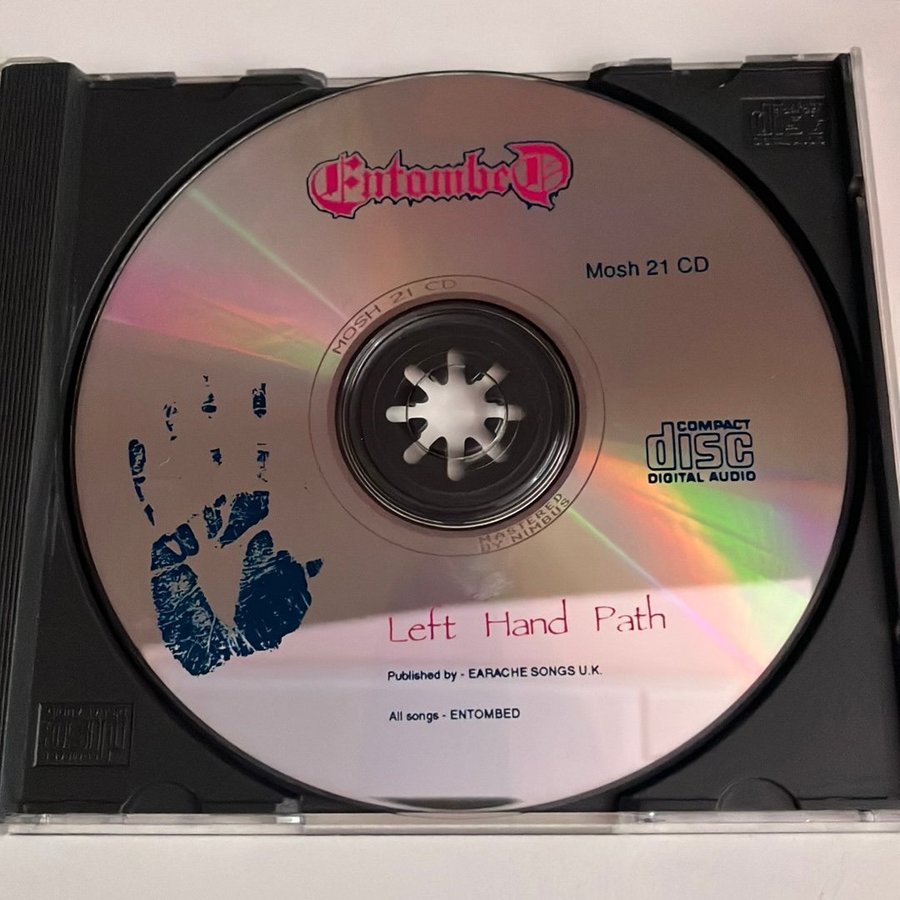 EntombeD
Mosh 21 CD
MOSH 21 CD
COMPACT
disc
DIGITAL AUDIO
MASTERED
BY NIMBUS
Left Hand Path
Published by - EARACHE SONGS U.K.
All songs - ENTOMBED